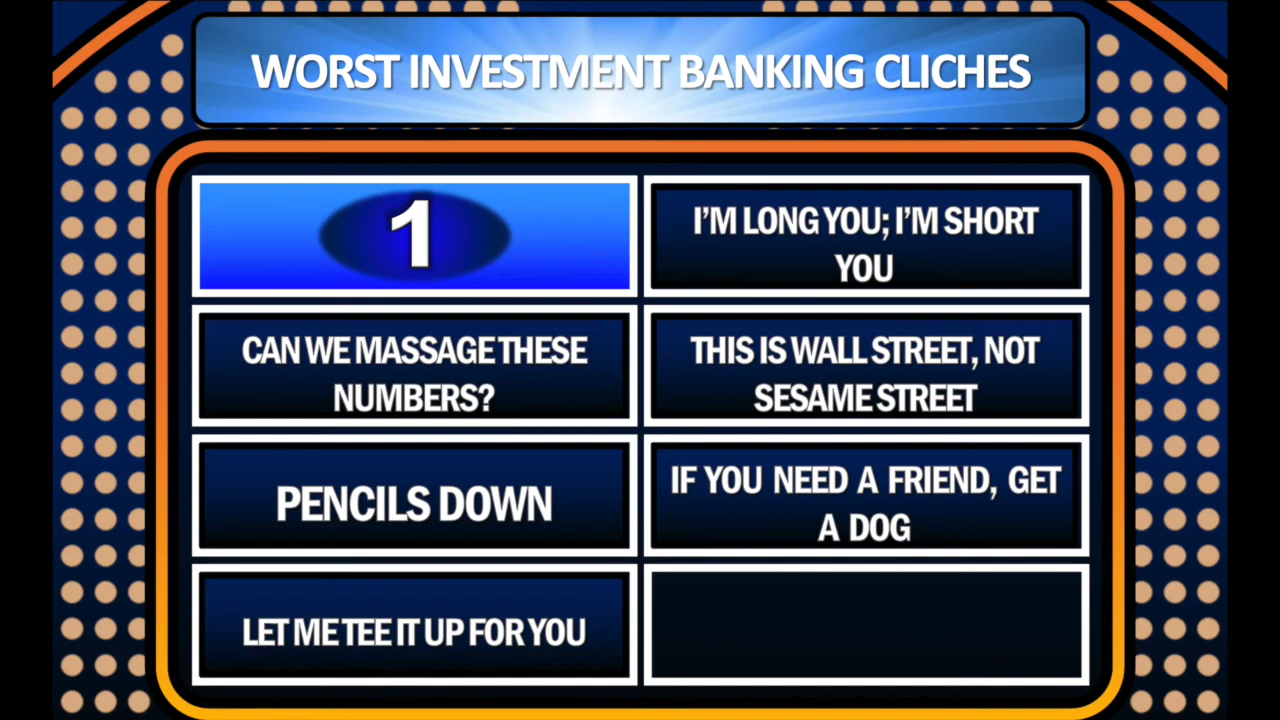 WORST INVESTMENT BANKING CLICHES
1
I'M LONG YOU; I'M SHORT
YOU
CAN WE MASSAGE THESE
NUMBERS?
THIS IS WALL STREET, NOT
SESAME STREET
PENCILS DOWN
IF YOU NEED A FRIEND, GET
A DOG
LET ME TEE IT UP FOR YOU